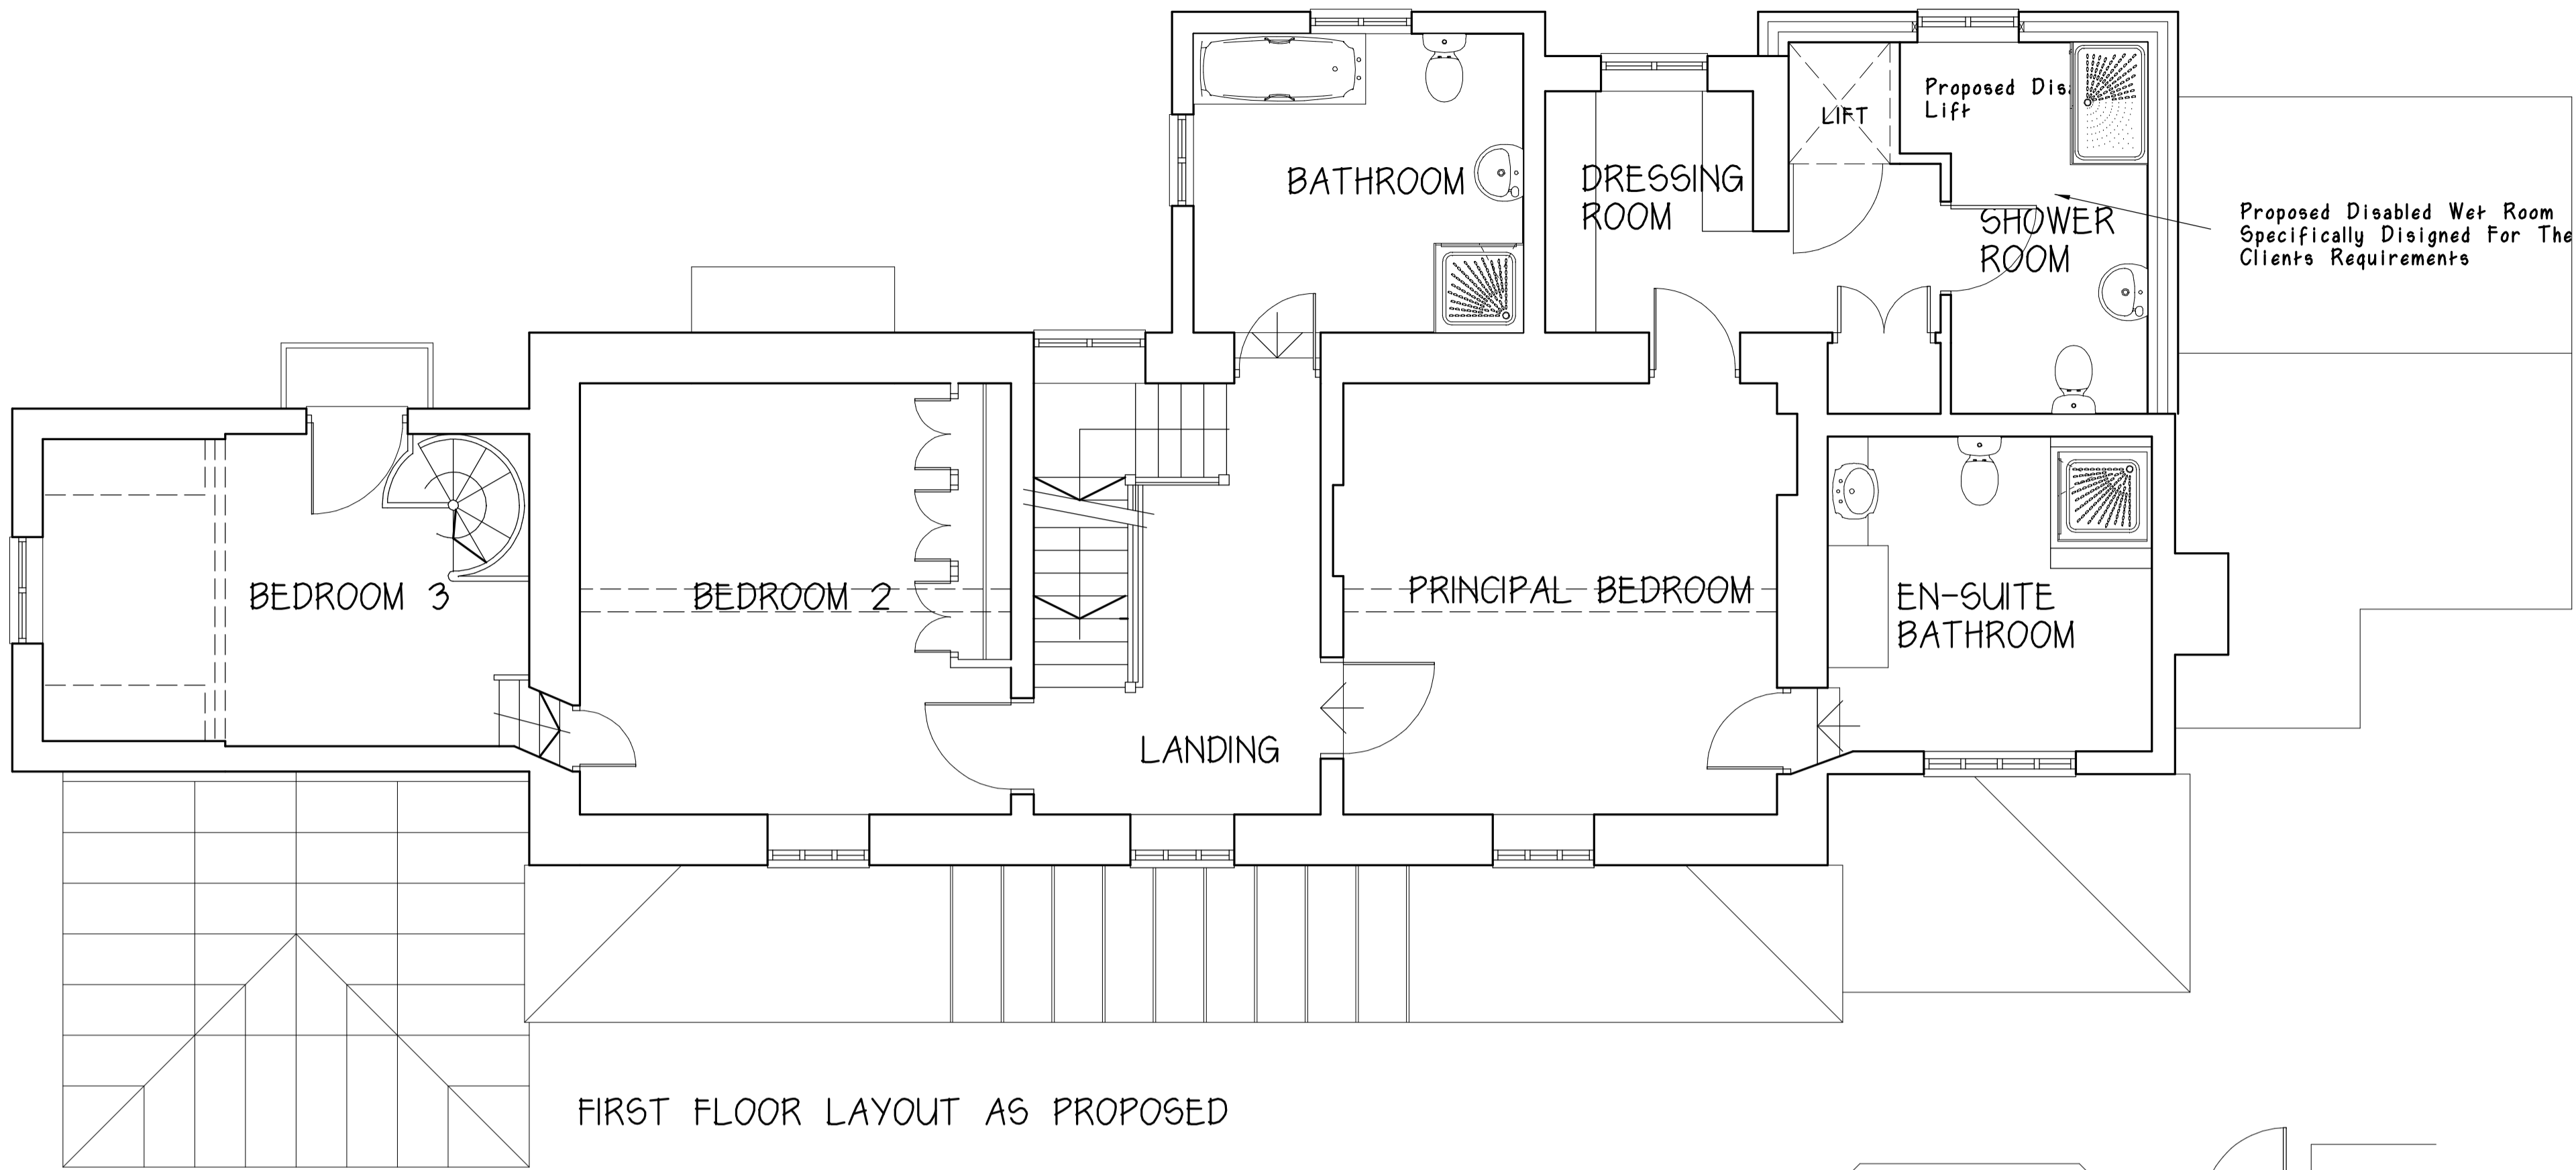 Proposed Dis
Lift
LIFT
BATHROOM
DRESSING
ROOM
SHOWER
ROOM
Proposed Disabled Wet Room
Specifically Disigned For The
Clients Requirements
BEDROOM 3
BEDROOM 2
PRINCIPAL BEDROOM
EN-SUITE
BATHROOM
LANDING
FIRST FLOOR LAYOUT AS PROPOSED